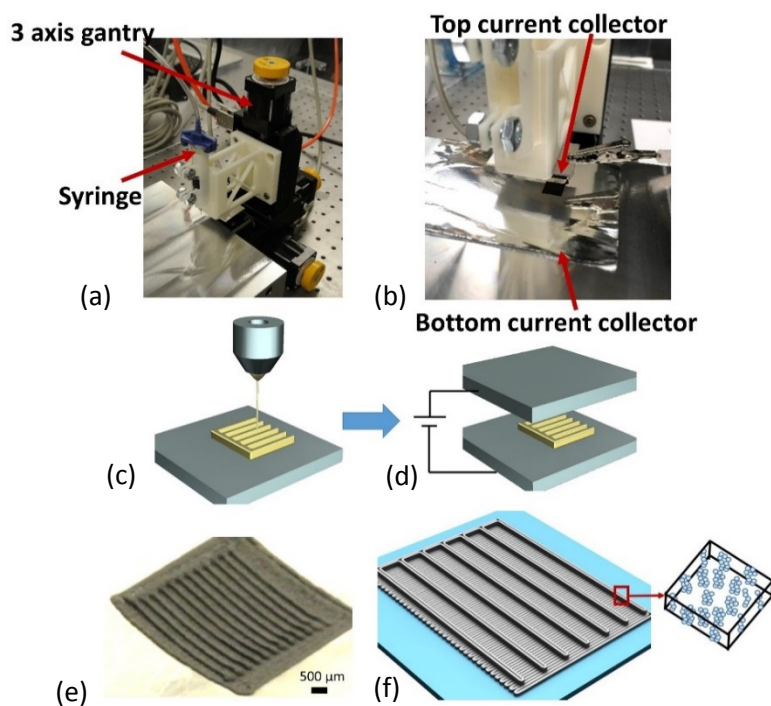 3 axis gantry
Syringe
(a)
Top current collector
(b)
Bottom current collector
(c)
(d)
(e)
500 µm
(f)